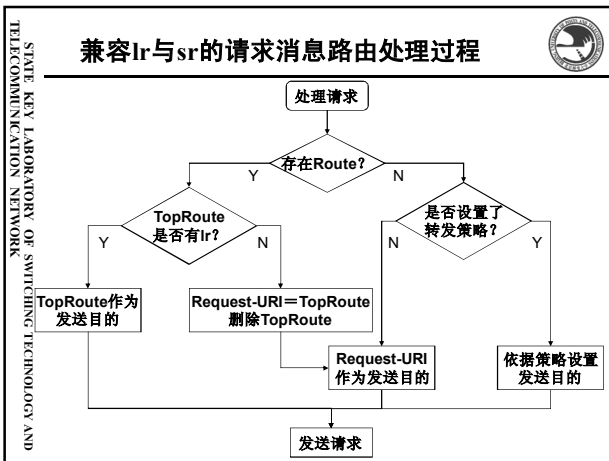 兼容lr与sr的请求消息路由处理过程
STATE KEY LABORATORY OF SWITCHING TECHNOLOGY AND
TELECOMMUNICATION NETWORK
处理请求
存在Route？
Y
N
TopRoute
是否有lr？
是否设置了
转发策略？
Y
N
N
Y
TopRoute作为
发送目的
Request-URI＝TopRoute
删除TopRoute
Request-URI
作为发送目的
依据策略设置
发送目的
发送请求